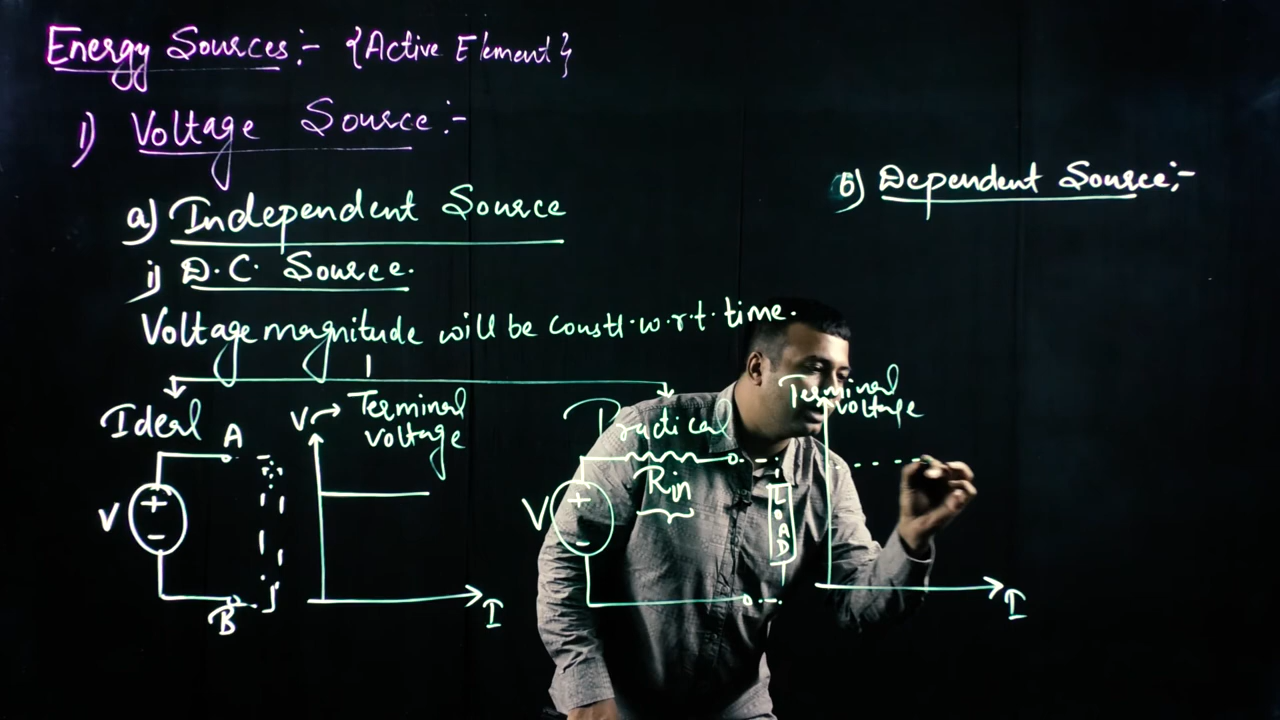 Energy Sources:- {Active Element}
1) Voltage Source:-
a) Independent Source
i) D.C. Source.
Voltage magnitude will be constt. w.r.t. time.
Ideal
A
V
B
V
Terminal
voltage
I
Practical
V
+
-
Rin
LOAD
Terminal
voltage
I
b) Dependent Source:-